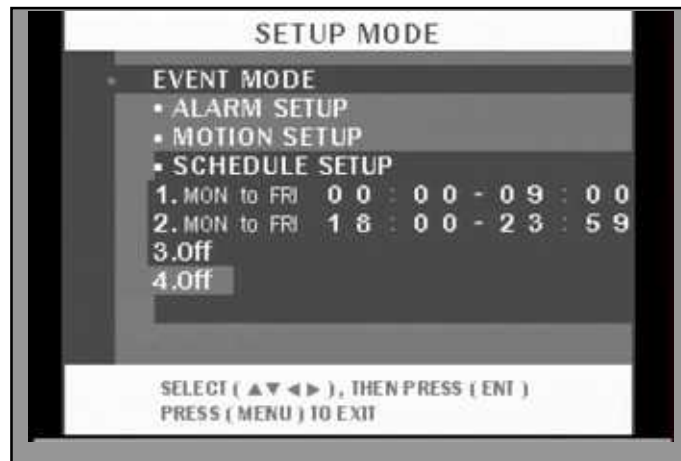 SETUP MODE
EVENT MODE
▪ ALARM SETUP
▪ MOTION SETUP
▪ SCHEDULE SETUP
1. MON to FRI 00 : 00 - 09 : 00
2. MON to FRI 18 : 00 - 23 : 59
3.Off
4.Off
SELECT ( ▲▼◄► ), THEN PRESS ( ENT )
PRESS ( MENU ) TO EXIT